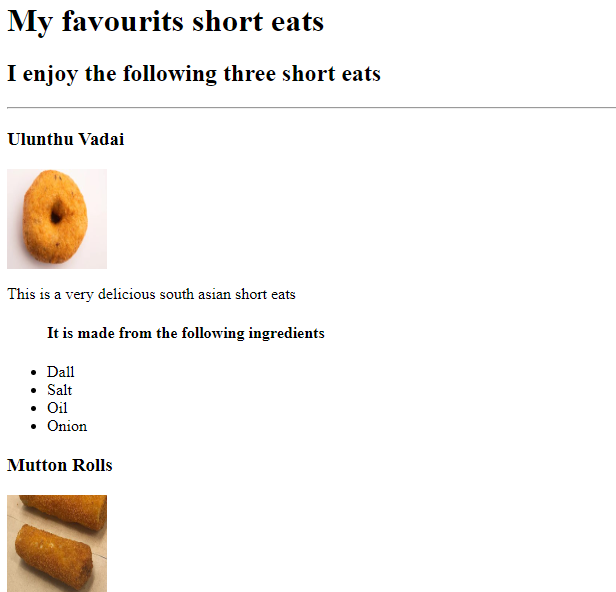 My favourits short eats
I enjoy the following three short eats
Ulunthu Vadai
This is a very delicious south asian short eats
It is made from the following ingredients
Dall
Salt
Oil
Onion
Mutton Rolls